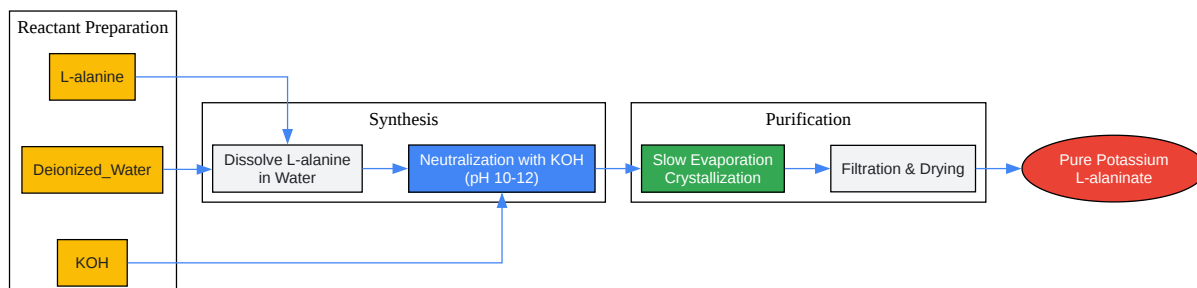 Reactant Preparation
L-alanine
Deionized_Water
KOH
Synthesis
Dissolve L-alanine
in Water
Neutralization with KOH
(pH 10-12)
Purification
Slow Evaporation
Crystallization
Filtration & Drying
Pure Potassium
L-alaninate